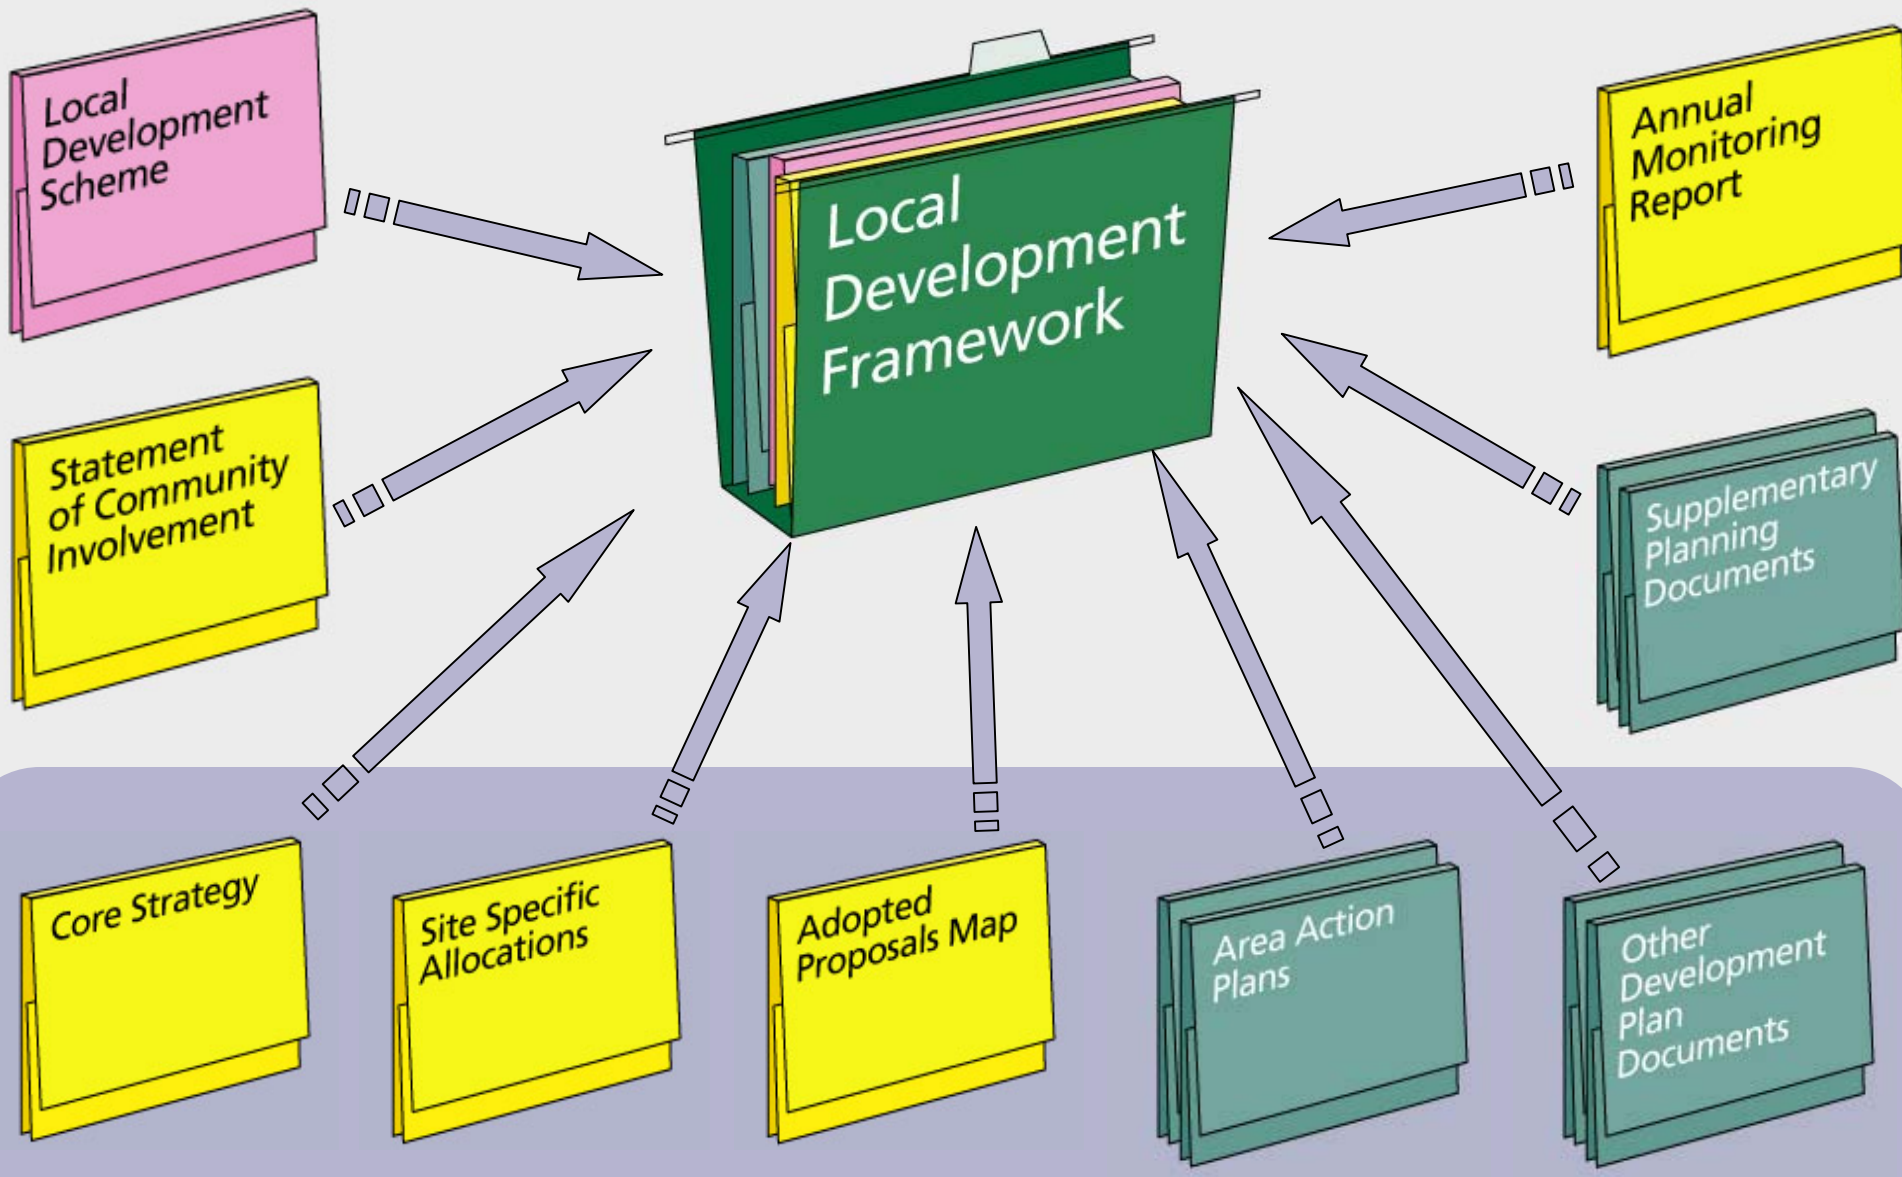 Local
Development
Scheme
Local
Development
Framework
Annual
Monitoring
Report
Statement
of Community
Involvement
Supplementary
Planning
Documents
Core Strategy
Site Specific
Allocations
Adopted
Proposals Map
Area Action
Plans
Other
Development
Plan
Documents